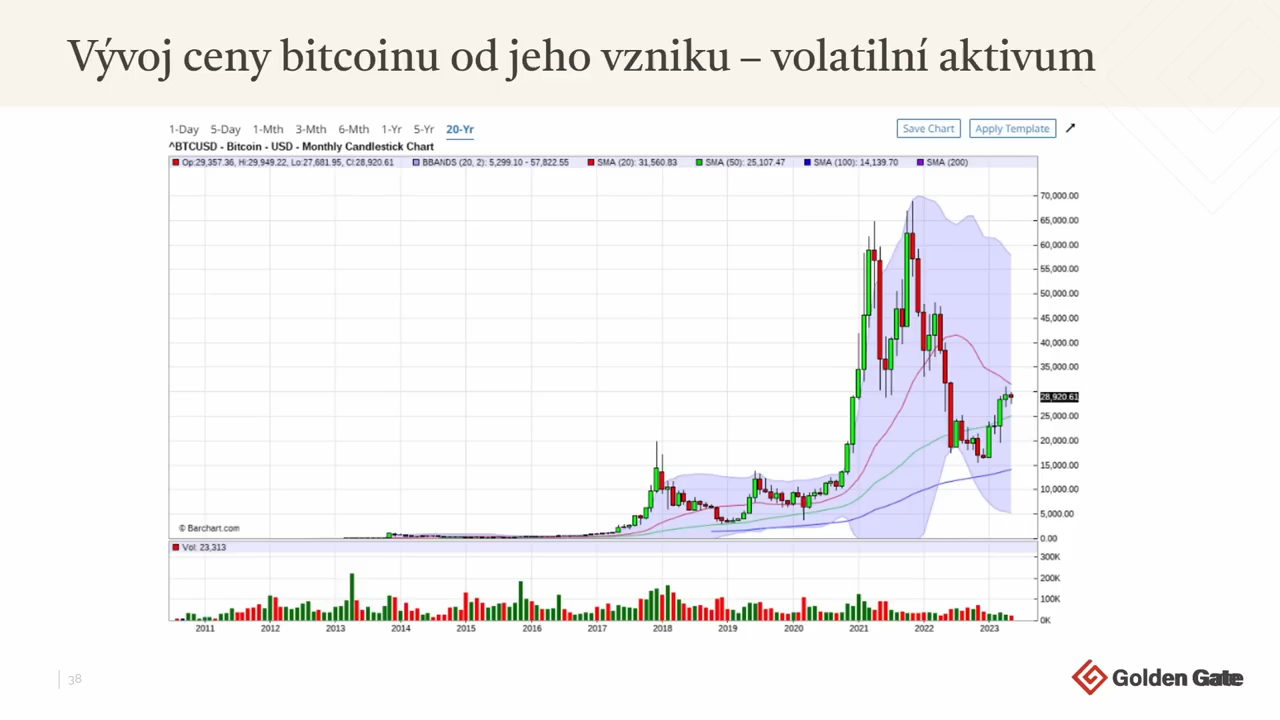 Vývoj ceny bitcoinu od jeho vzniku – volatilní aktivum
1-Day 5-Day 1-Mth 3-Mth 6-Mth 1-Yr 5-Yr 20-Yr
Save Chart Apply Template
^BTCUSD - Bitcoin - USD - Monthly Candlestick Chart
Op:29,357.36, Hi:29,949.22, Lo:27,681.95, Cl:28,920.61 BBANDS (20, 2): 5,299.10 - 57,822.55 SMA (20): 31,560.83 SMA (50): 25,107.47 SMA (100): 14,139.70 SMA (200)
70,000.00
65,000.00
60,000.00
55,000.00
50,000.00
45,000.00
40,000.00
35,000.00
28,920.61
25,000.00
20,000.00
15,000.00
10,000.00
5,000.00
0.00
© Barchart.com
Vol: 23,313
300K
200K
100K
0K
2011 2012 2013 2014 2015 2016 2017 2018 2019 2020 2021 2022 2023
38
Golden Gate